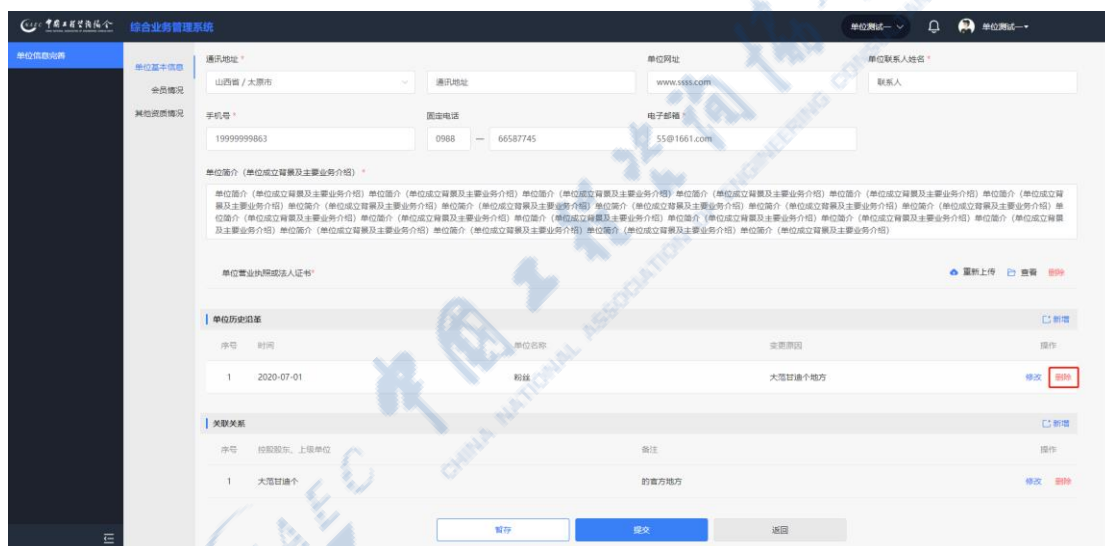 综合业务管理系统
单位测试一
单位测试一
单位信息完善
单位基本信息
会员情况
其他资质情况
通讯地址 *
单位网址
单位联系人姓名 *
山西省 / 太原市
通讯地址
www.ssss.com
联系人
手机号 *
固定电话
电子邮箱 *
19999999863
0988 — 66587745
55@1661.com
单位简介（单位成立背景及主要业务介绍） *
单位简介（单位成立背景及主要业务介绍）单位简介（单位成立背景及主要业务介绍）单位简介（单位成立背景及主要业务介绍）单位简介（单位成立背景及主要业务介绍）单位简介（单位成立背景及主要业务介绍）单位简介（单位成立背
景及主要业务介绍）单位简介（单位成立背景及主要业务介绍）单位简介（单位成立背景及主要业务介绍）单位简介（单位成立背景及主要业务介绍）单位简介（单位成立背景及主要业务介绍）单位简介（单位成立背景及主要业务介绍）单
位简介（单位成立背景及主要业务介绍）单位简介（单位成立背景及主要业务介绍）单位简介（单位成立背景及主要业务介绍）单位简介（单位成立背景及主要业务介绍）单位简介（单位成立背景及主要业务介绍）单位简介（单位成立背景
及主要业务介绍）单位简介（单位成立背景及主要业务介绍）单位简介（单位成立背景及主要业务介绍）单位简介（单位成立背景及主要业务介绍）单位简介（单位成立背景及主要业务介绍）
单位营业执照或法人证书*
重新上传 查看 删除
单位历史沿革
新增
序号 时间 单位名称 变更原因 操作
1 2020-07-01 粉丝 大范甘迪个地方 修改 删除
关联关系
新增
序号 控股股东、上级单位 备注 操作
1 大范甘迪个 的官方地方 修改 删除
暂存 提交 返回
中国工程咨询协
CHINA NATIONAL ASSOCIATION ENGINEERING CONSU
CAEC